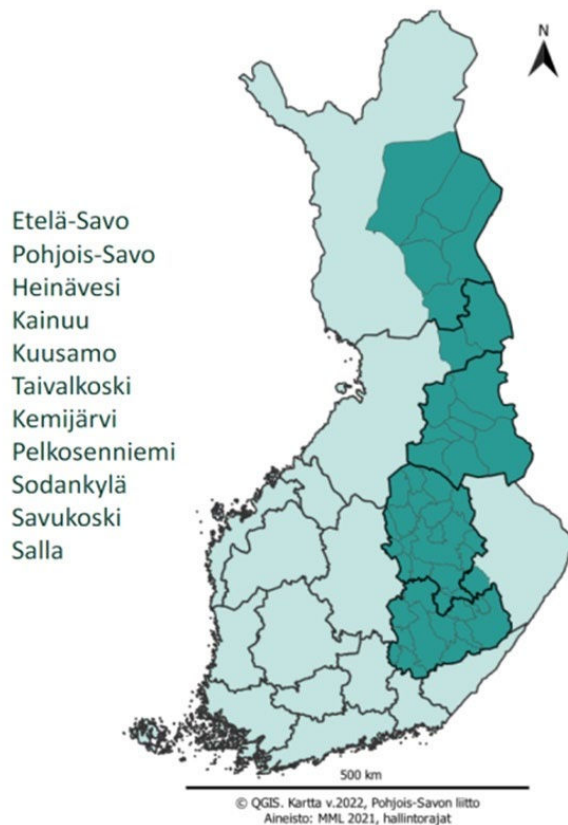 N
Etelä-Savo
Pohjois-Savo
Heinävesi
Kainuu
Kuusamo
Taivalkoski
Kemijärvi
Pelkosenniemi
Sodankylä
Savukoski
Salla
500 km
© QGIS. Kartta v.2022, Pohjois-Savon liitto
Aineisto: MML 2021, hallintorajat